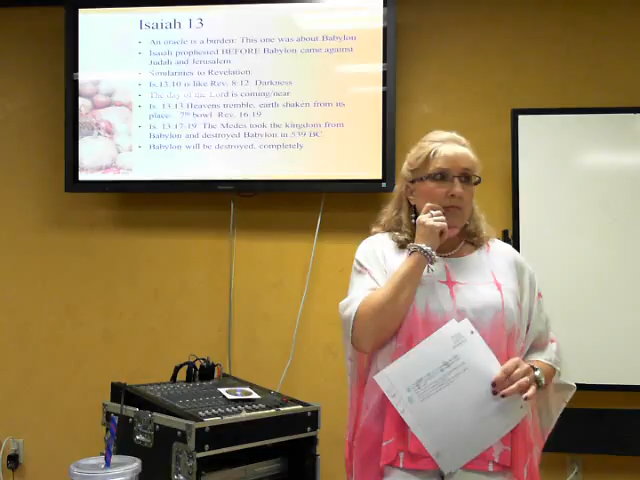 Isaiah 13
• An oracle is a burden: This one was about Babylon
• Isaiah prophesied BEFORE Babylon came against
Judah and Jerusalem
• Similarities to Revelation:
• Is. 13:10 is like Rev. 8:12 Darkness
• The day of the Lord is coming/near
• Is. 13:13 Heavens tremble, earth shaken from its
place. 7th bowl Rev. 16:19
• Is. 13:17-19 The Medes took the kingdom from
Babylon and destroyed Babylon in 539 BC
• Babylon will be destroyed, completely